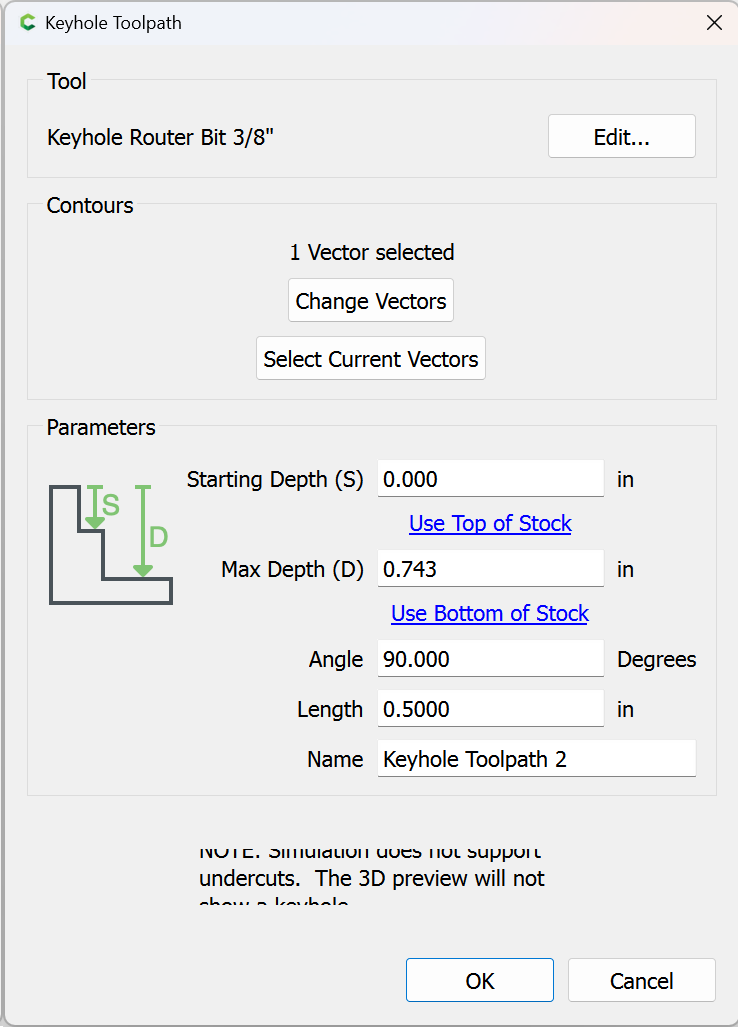 Keyhole Toolpath
Tool
Keyhole Router Bit 3/8"
Edit...
Contours
1 Vector selected
Change Vectors
Select Current Vectors
Parameters
S
D
Starting Depth (S) 0.000 in
Use Top of Stock
Max Depth (D) 0.743 in
Use Bottom of Stock
Angle 90.000 Degrees
Length 0.5000 in
Name Keyhole Toolpath 2
NOTE: Simulation does not support
undercuts.  The 3D preview will not
show a keyhole
OK
Cancel